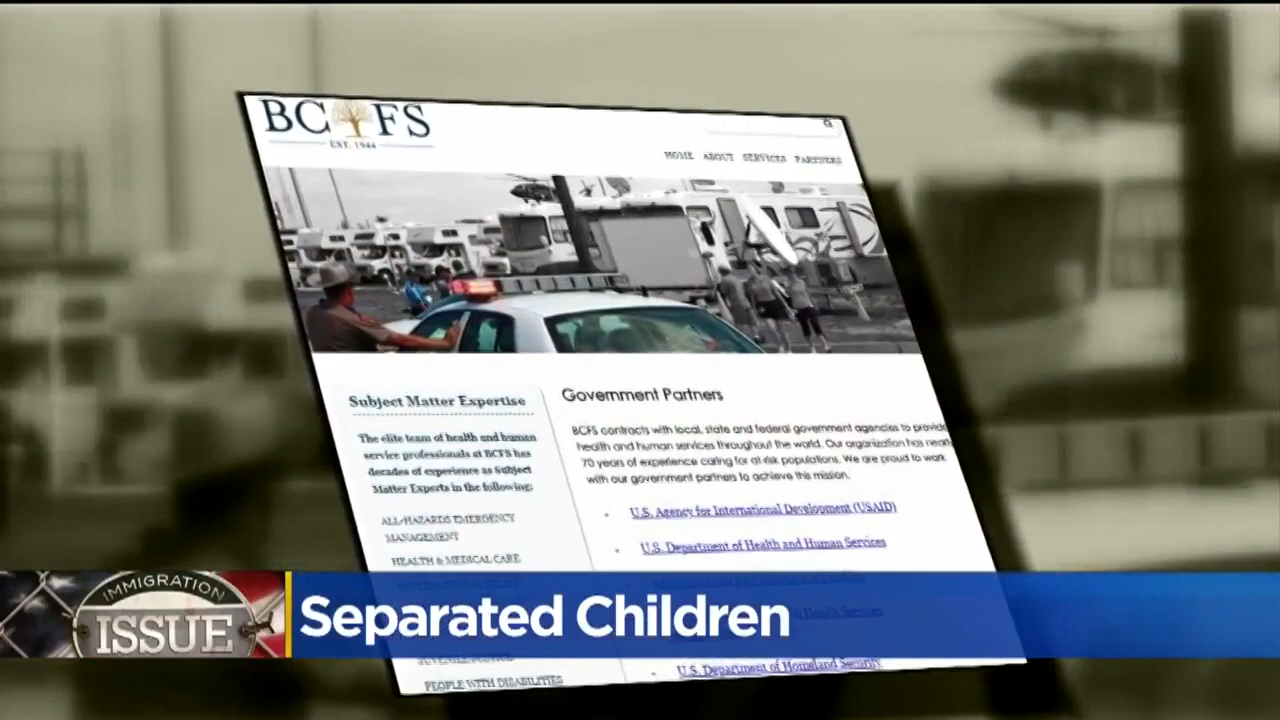 BCFS
EST. 1944
HOME ABOUT SERVICES PARTNERS
Subject Matter Expertise
The elite team of health and human
service professionals at BCFS has
decades of experience as Subject
Matter Experts in the following:
ALL-HAZARDS EMERGENCY
MANAGEMENT
HEALTH & MEDICAL CARE
JUVENILE JUSTICE
PEOPLE WITH DISABILITIES
Government Partners
BCFS contracts with local, state and federal government agencies to provide
health and human services throughout the world. Our organization has nearly
70 years of experience caring for at-risk populations. We are proud to work
with our government partners to achieve this mission.
U.S. Agency for International Development (USAID)
U.S. Department of Health and Human Services
Health Services
U.S. Department of Homeland Security
IMMIGRATION
ISSUE
Separated Children